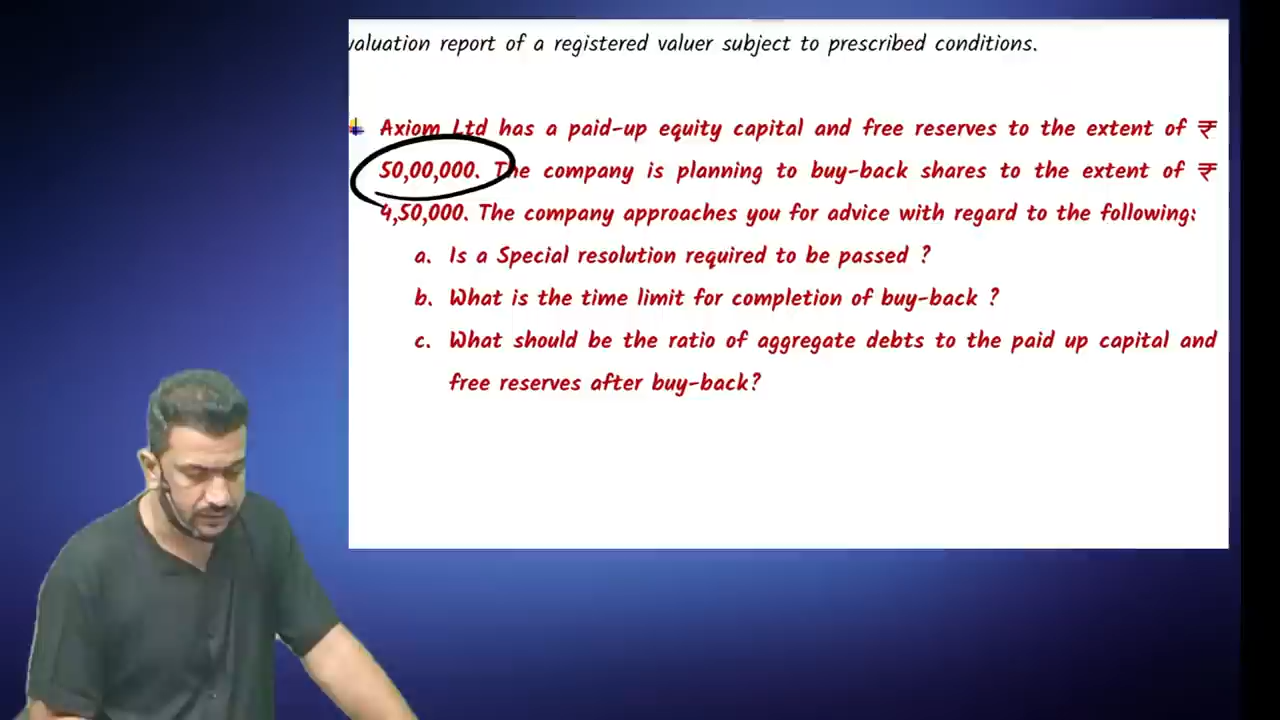 valuation report of a registered valuer subject to prescribed conditions.
Axiom Ltd has a paid-up equity capital and free reserves to the extent of ₹
50,00,000. The company is planning to buy-back shares to the extent of ₹
4,50,000. The company approaches you for advice with regard to the following:
a. Is a Special resolution required to be passed ?
b. What is the time limit for completion of buy-back ?
c. What should be the ratio of aggregate debts to the paid up capital and
free reserves after buy-back?